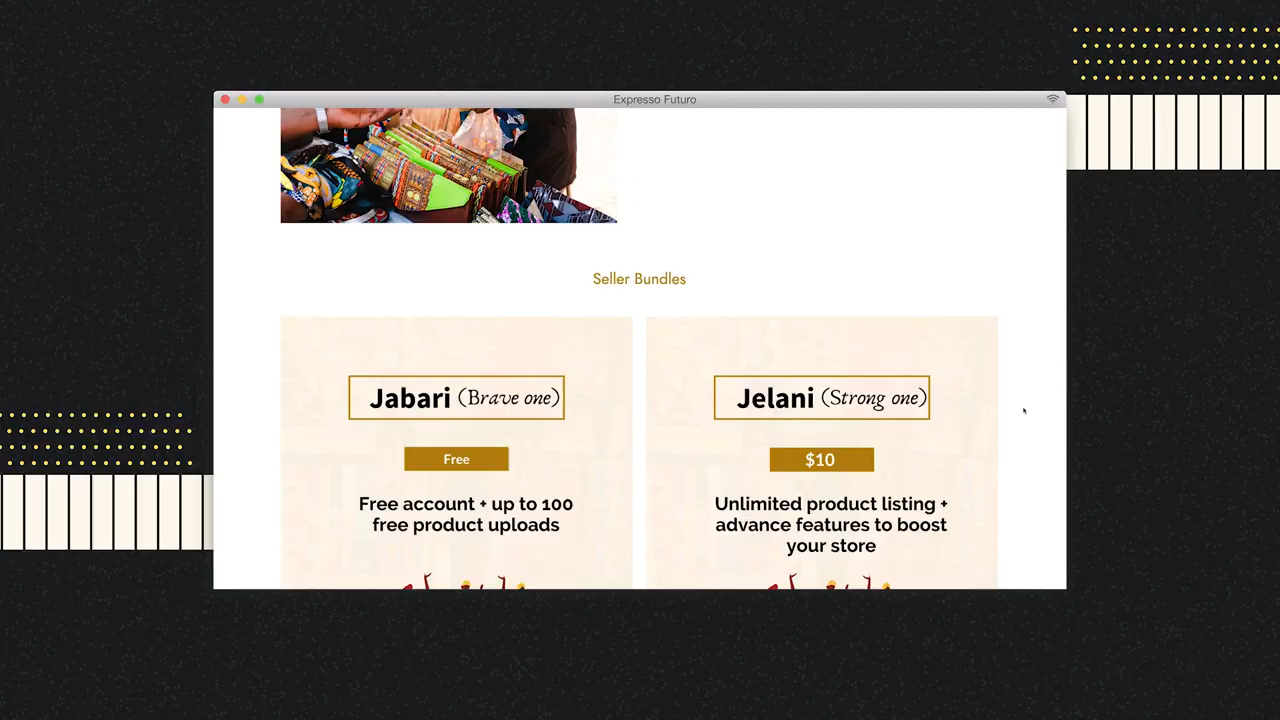 Expresso Futuro
Seller Bundles
Jabari (Brave one)
Free
Free account + up to 100
free product uploads
Jelani (Strong one)
$10
Unlimited product listing +
advance features to boost
your store